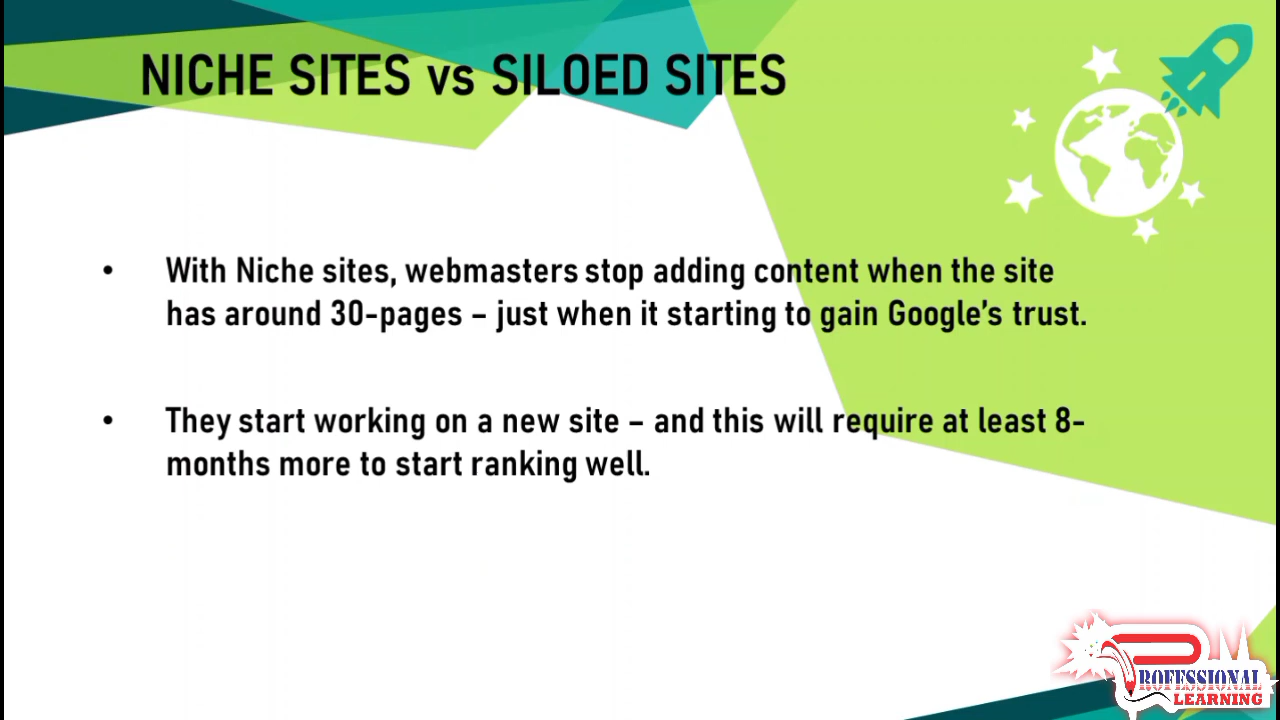 NICHE SITES vs SILOED SITES
• With Niche sites, webmasters stop adding content when the site
has around 30-pages – just when it starting to gain Google's trust.
• They start working on a new site – and this will require at least 8-
months more to start ranking well.
PROFESSIONAL
LEARNING